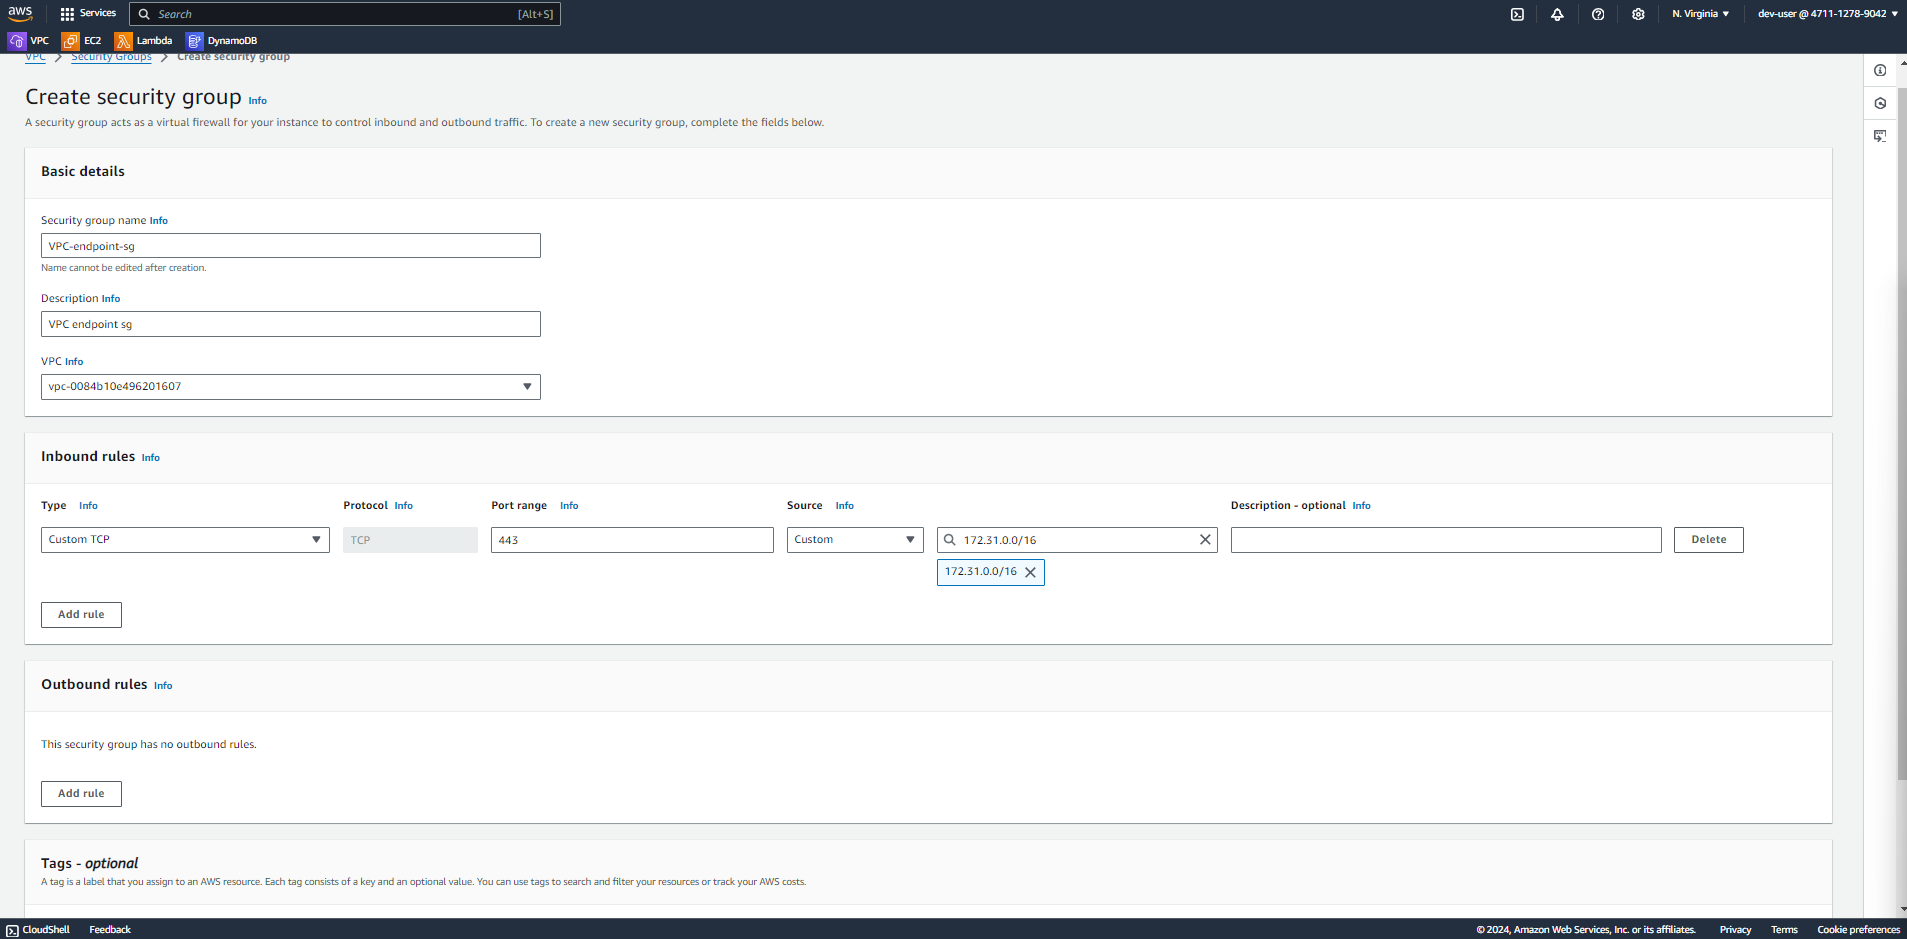 aws Services Search [Alt+S] N. Virginia dev-user @ 4711-1278-9042
VPC EC2 Lambda DynamoDB
VPC Security Groups Create security group
Create security group Info
A security group acts as a virtual firewall for your instance to control inbound and outbound traffic. To create a new security group, complete the fields below.
Basic details
Security group name Info
VPC-endpoint-sg
Name cannot be edited after creation.
Description Info
VPC endpoint sg
VPC Info
vpc-0084b10e496201607
Inbound rules Info
Type Info Protocol Info Port range Info Source Info Description - optional Info
Custom TCP TCP 443 Custom 172.31.0.0/16 Delete
172.31.0.0/16
Add rule
Outbound rules Info
This security group has no outbound rules.
Add rule
Tags - optional
A tag is a label that you assign to an AWS resource. Each tag consists of a key and an optional value. You can use tags to search and filter your resources or track your AWS costs.
CloudShell Feedback © 2024, Amazon Web Services, Inc. or its affiliates. Privacy Terms Cookie preferences